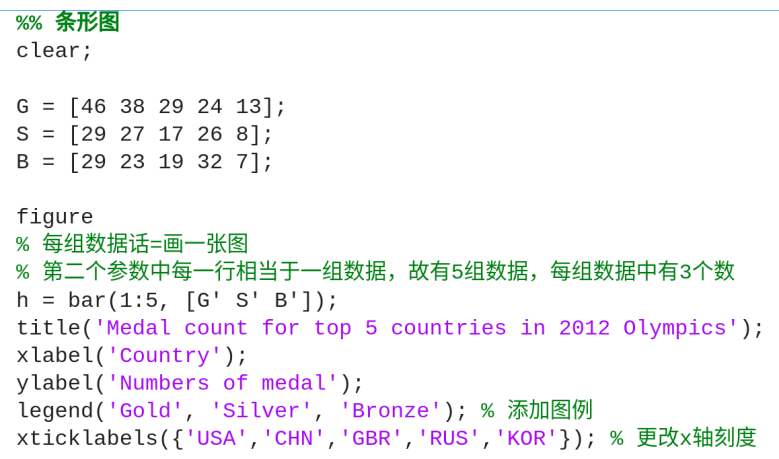 %% 条形图
clear;
G = [46 38 29 24 13];
S = [29 27 17 26 8];
B = [29 23 19 32 7];
figure
% 每组数据话=画一张图
% 第二个参数中每一行相当于一组数据，故有5组数据，每组数据中有3个数
h = bar(1:5, [G' S' B']);
title('Medal count for top 5 countries in 2012 Olympics');
xlabel('Country');
ylabel('Numbers of medal');
legend('Gold', 'Silver', 'Bronze'); % 添加图例
xticklabels({'USA','CHN','GBR','RUS','KOR'}); % 更改x轴刻度